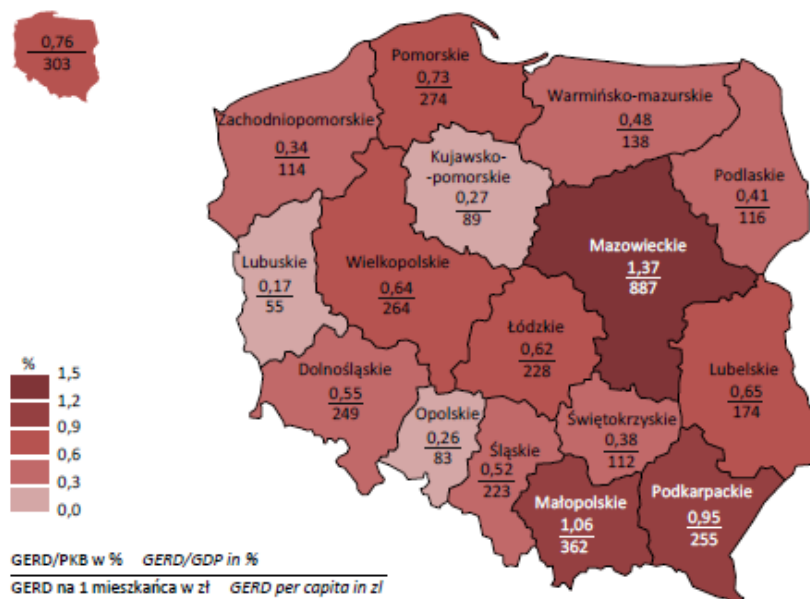 0,76
303
Pomorskie
0,73
274
Warmińsko-mazurskie
0,48
138
Zachodniopomorskie
0,34
114
Kujawsko-
-pomorskie
0,27
89
Podlaskie
0,41
116
Mazowieckie
1,37
887
Lubuskie
0,17
55
Wielkopolskie
0,64
264
Łódzkie
0,62
228
Lubelskie
0,65
174
Dolnośląskie
0,55
249
Opolskie
0,26
83
Śląskie
0,52
223
Świętokrzyskie
0,38
112
Małopolskie
1,06
362
Podkarpackie
0,95
255
%
1,5
1,2
0,9
0,6
0,3
0,0
GERD/PKB w % GERD/GDP in %
GERD na 1 mieszkańca w zł GERD per capita in zl